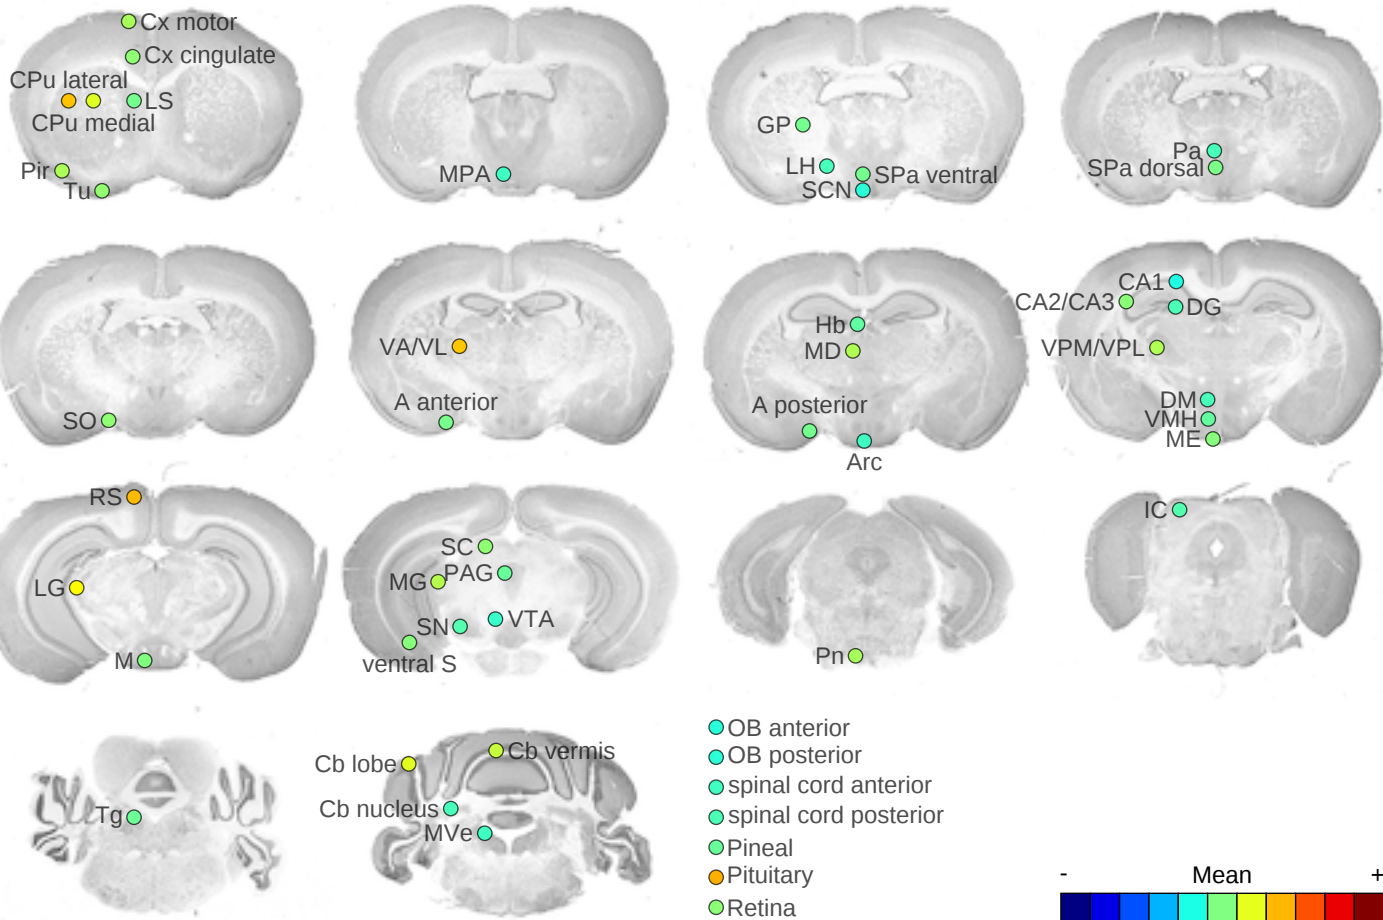 Cx motor
Cx cingulate
CPu lateral
LS
CPu medial
Pir
Tu
MPA
GP
LH
SPa ventral
SCN
Pa
SPa dorsal
SO
VA/VL
A anterior
Hb
MD
A posterior
Arc
CA1
CA2/CA3
DG
VPM/VPL
DM
VMH
ME
RS
LG
M
SC
MG
PAG
SN
VTA
ventral S
Pn
IC
Tg
Cb lobe
Cb vermis
Cb nucleus
MVe
OB anterior
OB posterior
spinal cord anterior
spinal cord posterior
Pineal
Pituitary
Retina
- Mean +